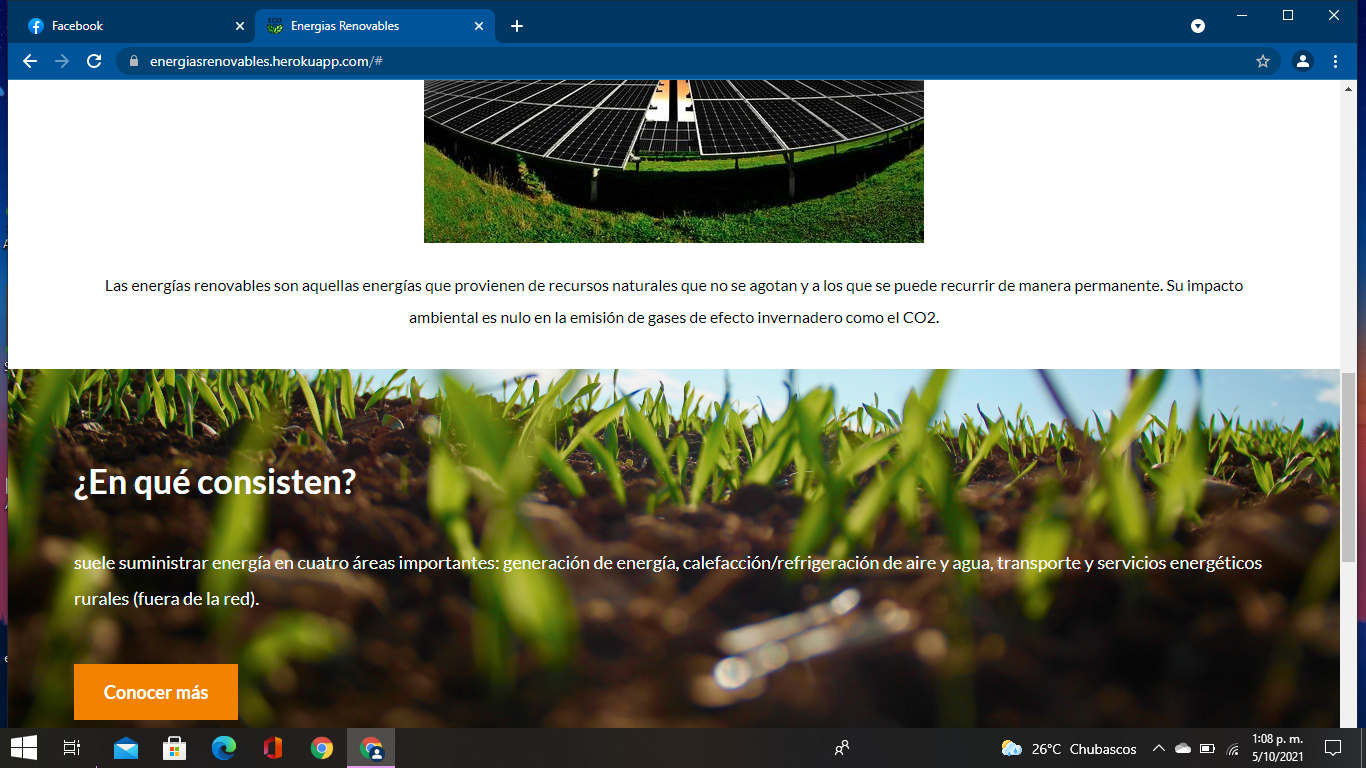 Facebook
Energias Renovables
energiasrenovables.herokuapp.com/#
Las energías renovables son aquellas energías que provienen de recursos naturales que no se agotan y a los que se puede recurrir de manera permanente. Su impacto
ambiental es nulo en la emisión de gases de efecto invernadero como el CO2.
¿En qué consisten?
suele suministrar energía en cuatro áreas importantes: generación de energía, calefacción/refrigeración de aire y agua, transporte y servicios energéticos
rurales (fuera de la red).
Conocer más
26°C Chubascos
1:08 p. m.
5/10/2021